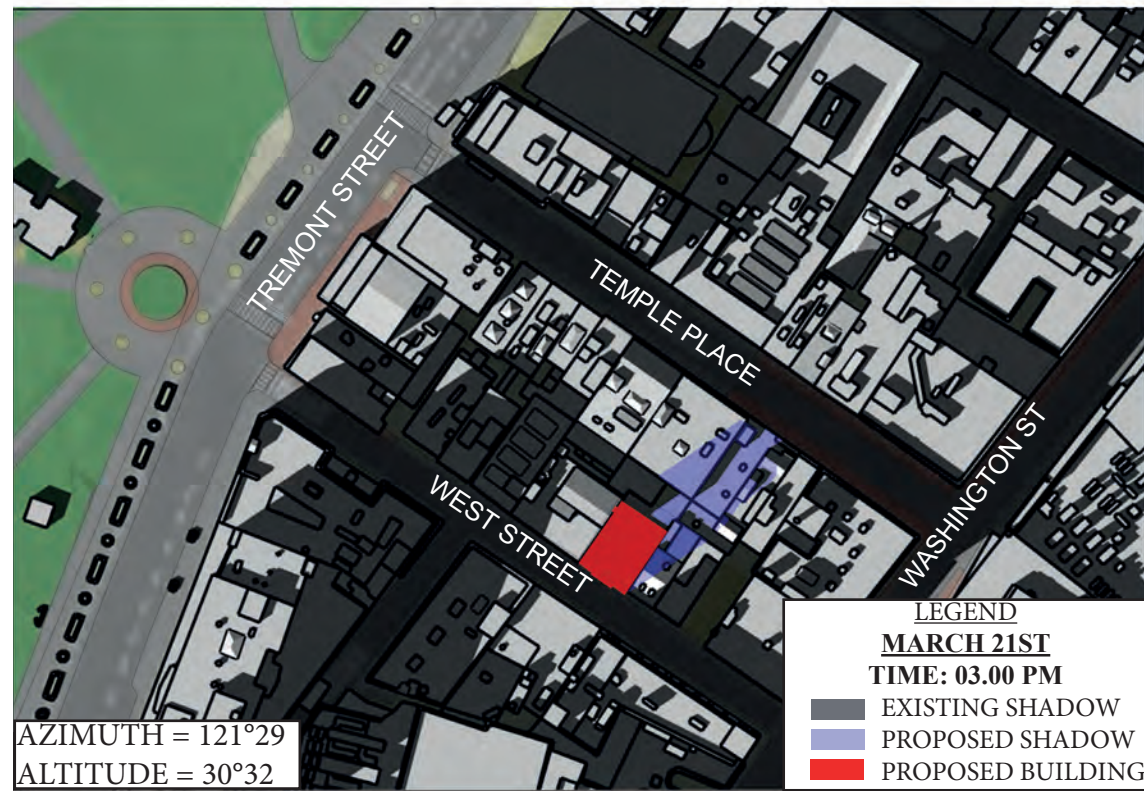 TREMONT STREET
TEMPLE PLACE
WEST STREET
WASHINGTON ST
LEGEND
MARCH 21ST
TIME: 03.00 PM
EXISTING SHADOW
PROPOSED SHADOW
PROPOSED BUILDING
AZIMUTH = 121°29
ALTITUDE = 30°32